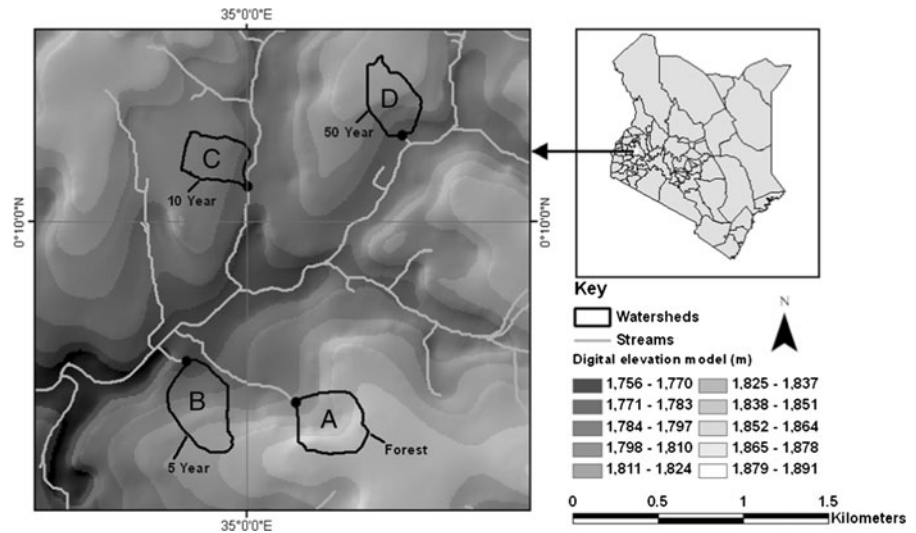 35°0'0"E
D
50 Year
C
10 Year
0°10'0"N
0°10'0"N
B
A
5 Year
Forest
35°0'0"E
Key
N
Watersheds
Streams
Digital elevation model (m)
1,756 - 1,770
1,825 - 1,837
1,771 - 1,783
1,838 - 1,851
1,784 - 1,797
1,852 - 1,864
1,798 - 1,810
1,865 - 1,878
1,811 - 1,824
1,879 - 1,891
0 0.5 1 1.5
Kilometers